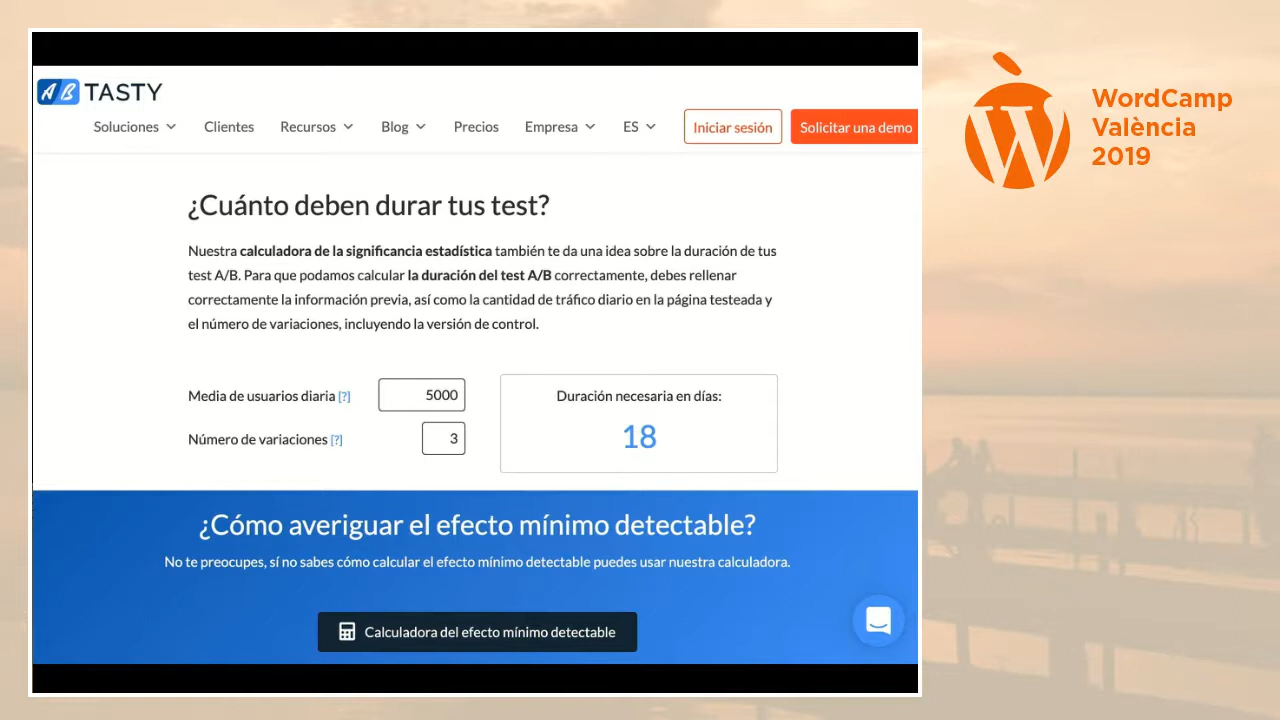 AB TASTY
Soluciones Clientes Recursos Blog Precios Empresa ES Iniciar sesión Solicitar una demo
¿Cuánto deben durar tus test?
Nuestra calculadora de la significancia estadística también te da una idea sobre la duración de tus
test A/B. Para que podamos calcular la duración del test A/B correctamente, debes rellenar
correctamente la información previa, así como la cantidad de tráfico diario en la página testeada y
el número de variaciones, incluyendo la versión de control.
Media de usuarios diaria [?] 5000
Número de variaciones [?] 3
Duración necesaria en días:
18
¿Cómo averiguar el efecto mínimo detectable?
No te preocupes, sí no sabes cómo calcular el efecto mínimo detectable puedes usar nuestra calculadora.
Calculadora del efecto mínimo detectable
WordCamp
València
2019